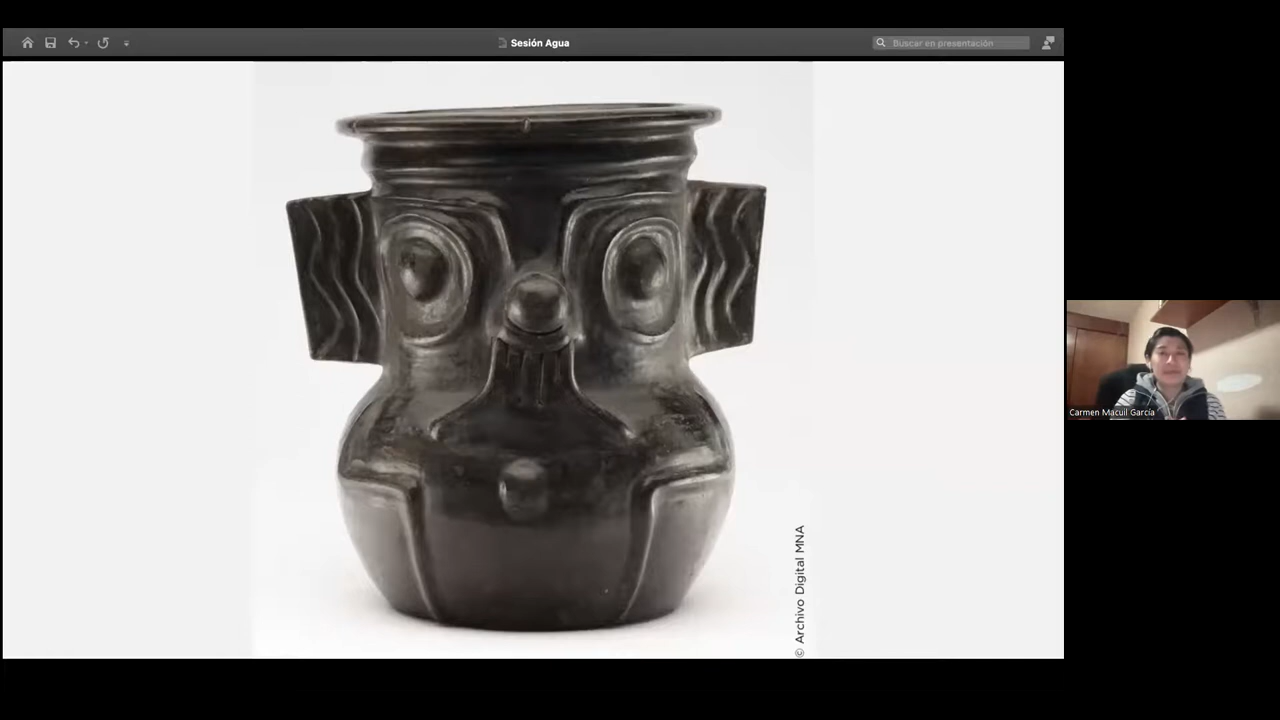 Sesión Agua
Buscar en presentación
© Archivo Digital MNA
Carmen Macuil García